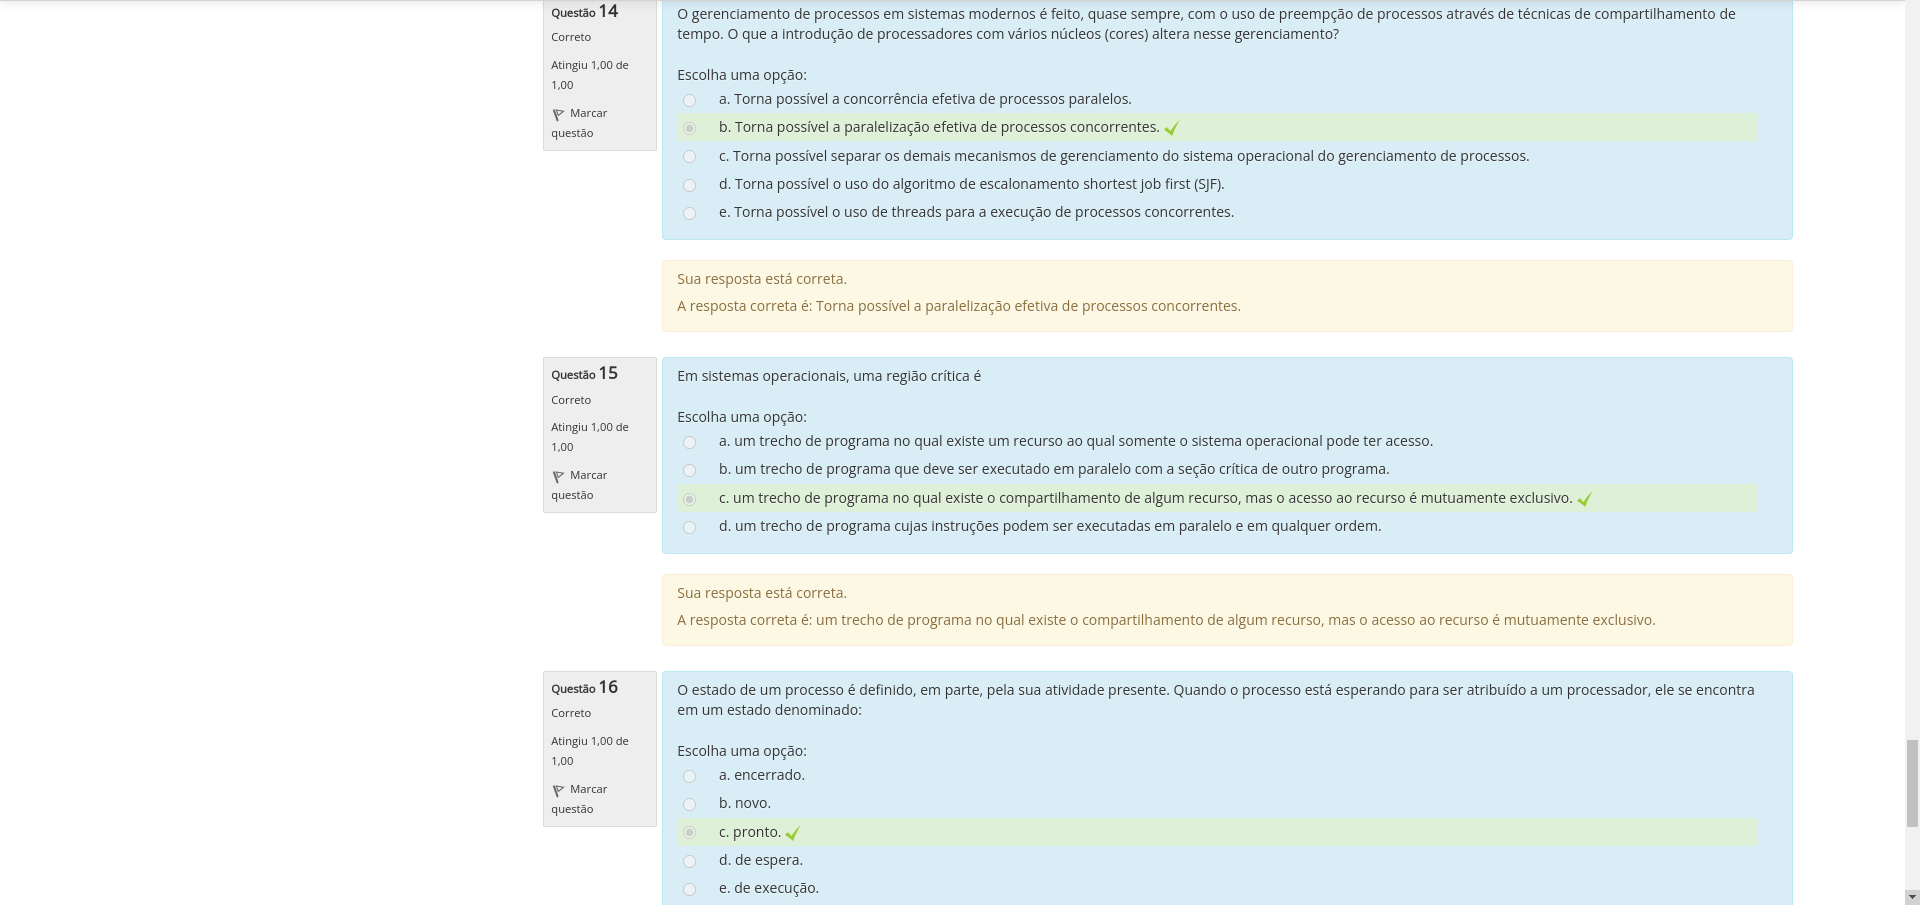 Questão 14
Correto
Atingiu 1,00 de
1,00
Marcar
questão
O gerenciamento de processos em sistemas modernos é feito, quase sempre, com o uso de preempção de processos através de técnicas de compartilhamento de
tempo. O que a introdução de processadores com vários núcleos (cores) altera nesse gerenciamento?
Escolha uma opção:
a. Torna possível a concorrência efetiva de processos paralelos.
b. Torna possível a paralelização efetiva de processos concorrentes.
c. Torna possível separar os demais mecanismos de gerenciamento do sistema operacional do gerenciamento de processos.
d. Torna possível o uso do algoritmo de escalonamento shortest job first (SJF).
e. Torna possível o uso de threads para a execução de processos concorrentes.
Sua resposta está correta.
A resposta correta é: Torna possível a paralelização efetiva de processos concorrentes.
Questão 15
Correto
Atingiu 1,00 de
1,00
Marcar
questão
Em sistemas operacionais, uma região crítica é
Escolha uma opção:
a. um trecho de programa no qual existe um recurso ao qual somente o sistema operacional pode ter acesso.
b. um trecho de programa que deve ser executado em paralelo com a seção crítica de outro programa.
c. um trecho de programa no qual existe o compartilhamento de algum recurso, mas o acesso ao recurso é mutuamente exclusivo.
d. um trecho de programa cujas instruções podem ser executadas em paralelo e em qualquer ordem.
Sua resposta está correta.
A resposta correta é: um trecho de programa no qual existe o compartilhamento de algum recurso, mas o acesso ao recurso é mutuamente exclusivo.
Questão 16
Correto
Atingiu 1,00 de
1,00
Marcar
questão
O estado de um processo é definido, em parte, pela sua atividade presente. Quando o processo está esperando para ser atribuído a um processador, ele se encontra
em um estado denominado:
Escolha uma opção:
a. encerrado.
b. novo.
c. pronto.
d. de espera.
e. de execução.